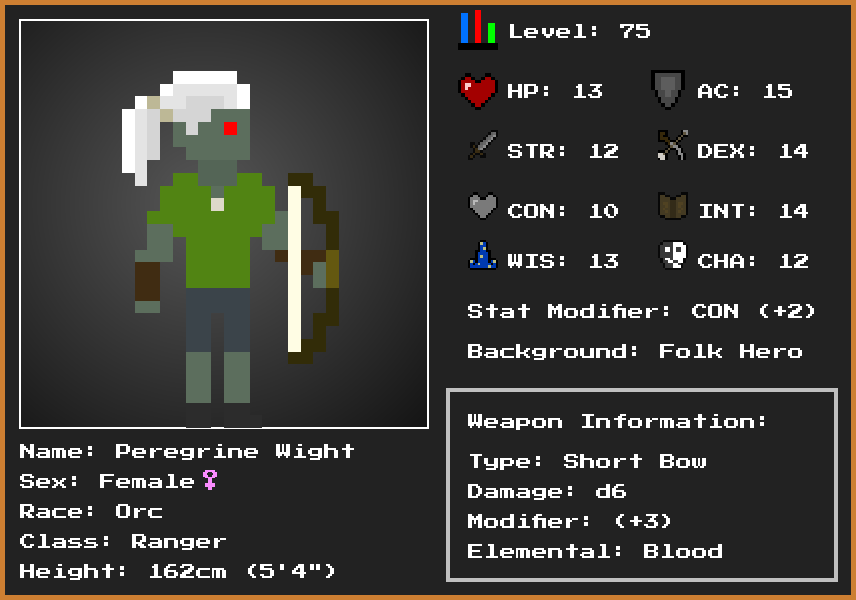 Level: 75
HP: 13 AC: 15
STR: 12 DEX: 14
CON: 10 INT: 14
WIS: 13 CHA: 12
Stat Modifier: CON (+2)
Background: Folk Hero
Weapon Information:
Type: Short Bow
Damage: d6
Modifier: (+3)
Elemental: Blood
Name: Peregrine Wight
Sex: Female♀
Race: Orc
Class: Ranger
Height: 162cm (5'4")